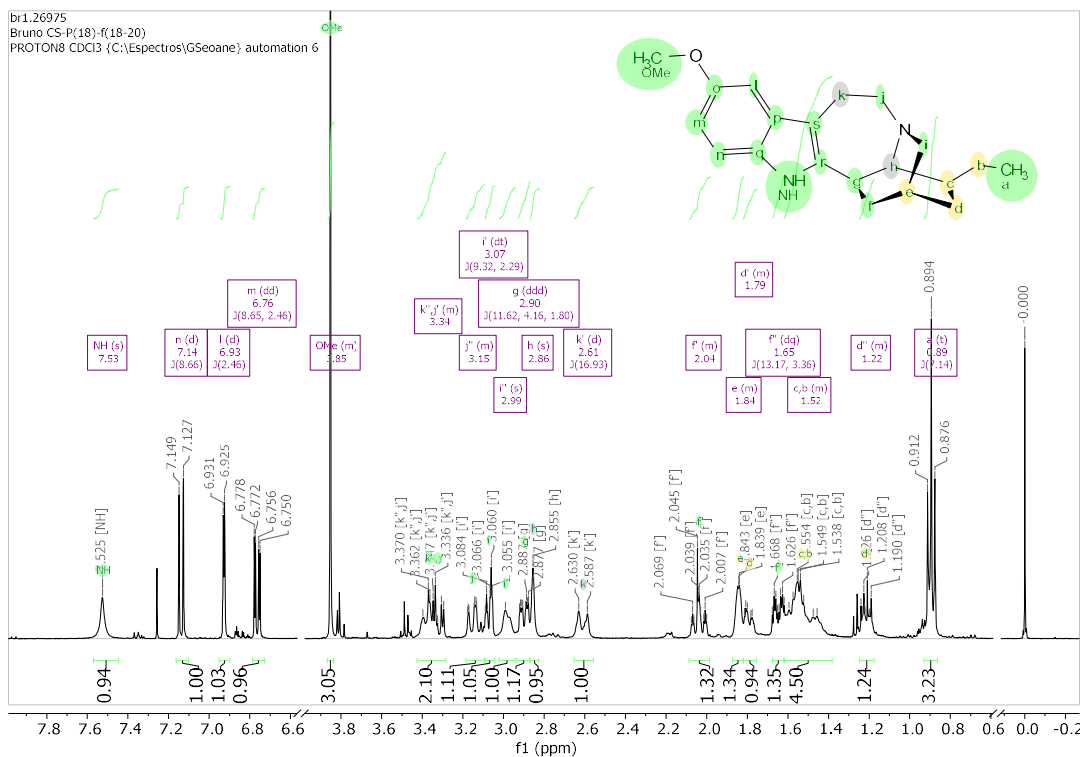 br1.26975
Bruno CS-P(18)-f(18-20)
PROTON8 CDCl3 {C:\Espectros\GSeoane} automation 6
OMe
H₃C
OMe
O
o
l
m
p
n
q
NH
NH
s
r
k
j
N
i
h
g
f
e
c
b
d
CH₃
a
i' (dt)
3.07
J(9.32, 2.29)
m (dd)
6.76
J(8.65, 2.46)
g (ddd)
2.90
J(11.62, 4.16, 1.80)
d' (m)
1.79
k'',j' (m)
3.34
NH (s)
7.53
n (d)
7.14
J(8.66)
l (d)
6.93
J(2.46)
OMe (m)
3.85
j'' (m)
3.15
h (s)
2.86
k' (d)
2.61
J(16.93)
f' (m)
2.04
f'' (dq)
1.65
J(13.17, 3.36)
d'' (m)
1.22
a (t)
0.89
J(7.14)
i'' (s)
2.99
e (m)
1.84
c,b (m)
1.52
7.525 [NH]
7.149
7.127
6.931
6.925
6.778
6.772
6.756
6.750
3.370 [k'',j']
3.362 [k'',j']
3.336 [k'',j']
3.084 [i']
3.066 [i']
3.060 [i']
3.055 [i']
2.887 [g]
2.877 [g]
2.855 [h]
2.630 [k]
2.587 [k]
2.069 [f']
2.045 [f']
2.039 [f']
2.035 [f']
2.007 [f']
1.843 [e]
1.839 [e]
1.668 [f'']
1.626 [f'']
1.554 [c,b]
1.549 [c,b]
1.538 [c,b]
1.226 [d'']
1.208 [d'']
1.190 [d'']
0.912
0.894
0.876
-0.000
0.94
1.00
1.03
0.96
3.05
2.10
1.11
1.05
1.00
1.17
0.95
1.00
1.32
1.34
0.94
1.35
4.50
1.24
3.23
7.8
7.6
7.4
7.2
7.0
6.8
6.6
3.8
3.6
3.4
3.2
3.0
2.8
2.6
2.4
2.2
2.0
1.8
1.6
1.4
1.2
1.0
0.8
0.6
0.0
-0.2
f1 (ppm)